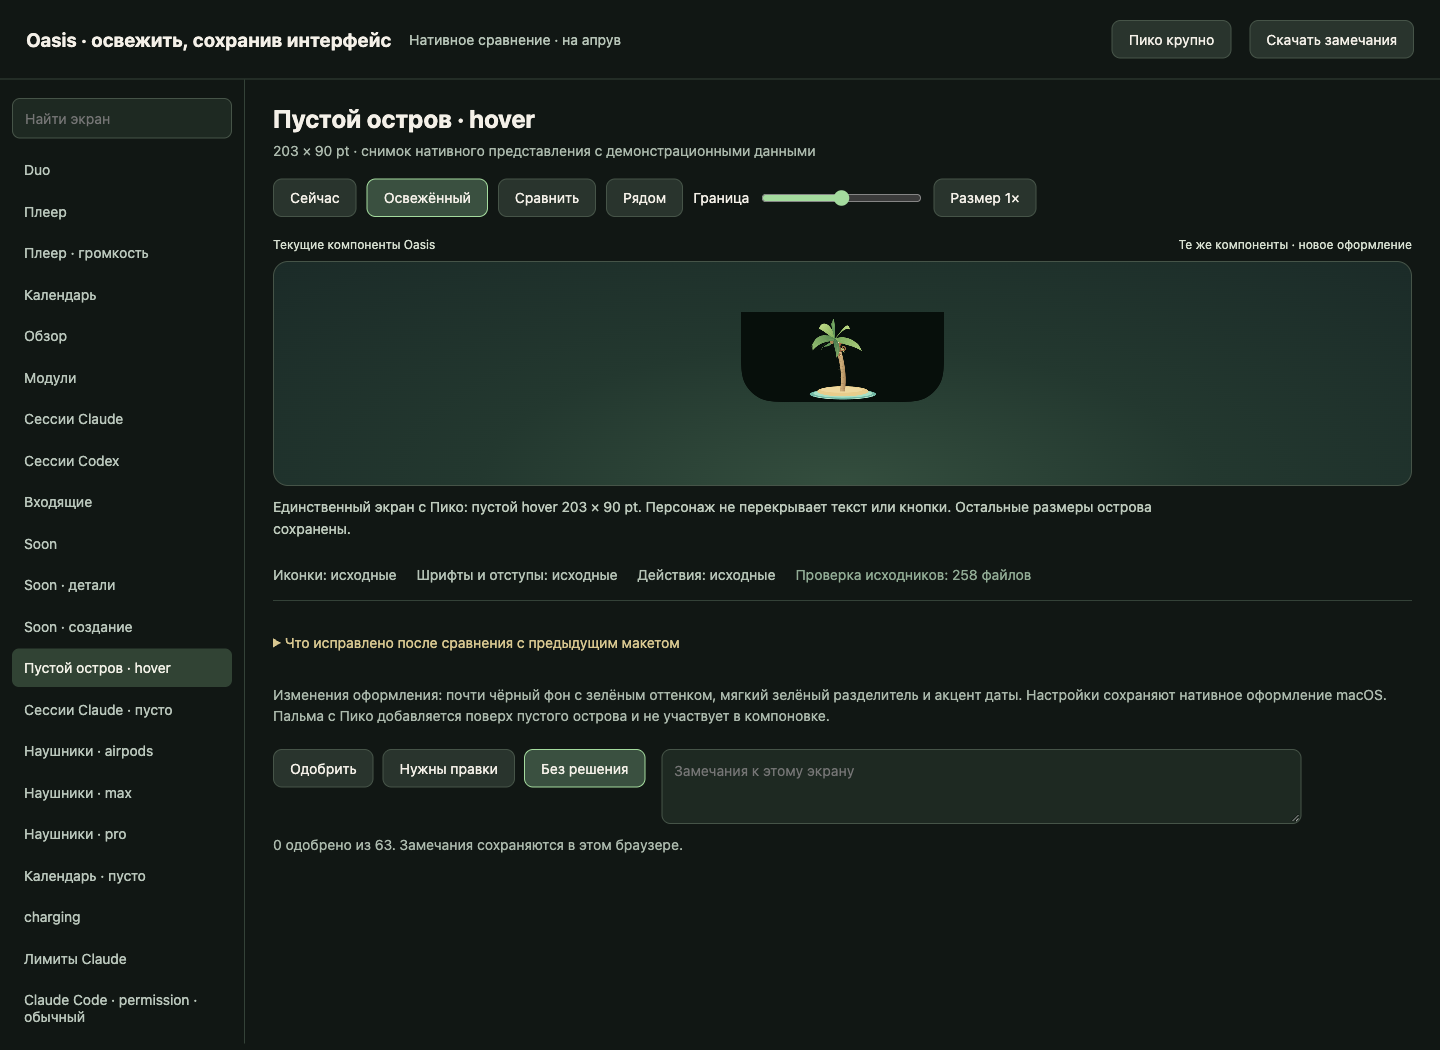 Oasis · освежить, сохранив интерфейс
Нативное сравнение · на апрув
Пико крупно
Скачать замечания
Найти экран
Duo
Плеер
Плеер · громкость
Календарь
Обзор
Модули
Сессии Claude
Сессии Codex
Входящие
Soon
Soon · детали
Soon · создание
Пустой остров · hover
Сессии Claude · пусто
Наушники · airpods
Наушники · max
Наушники · pro
Календарь · пусто
charging
Лимиты Claude
Claude Code · permission ·
обычный
Пустой остров · hover
203 × 90 pt · снимок нативного представления с демонстрационными данными
Сейчас
Освежённый
Сравнить
Рядом
Граница
Размер 1×
Текущие компоненты Oasis
Те же компоненты · новое оформление
Единственный экран с Пико: пустой hover 203 × 90 pt. Персонаж не перекрывает текст или кнопки. Остальные размеры острова
сохранены.
Иконки: исходные
Шрифты и отступы: исходные
Действия: исходные
Проверка исходников: 258 файлов
Что исправлено после сравнения с предыдущим макетом
Изменения оформления: почти чёрный фон с зелёным оттенком, мягкий зелёный разделитель и акцент даты. Настройки сохраняют нативное оформление macOS.
Пальма с Пико добавляется поверх пустого острова и не участвует в компоновке.
Одобрить
Нужны правки
Без решения
Замечания к этому экрану
0 одобрено из 63. Замечания сохраняются в этом браузере.